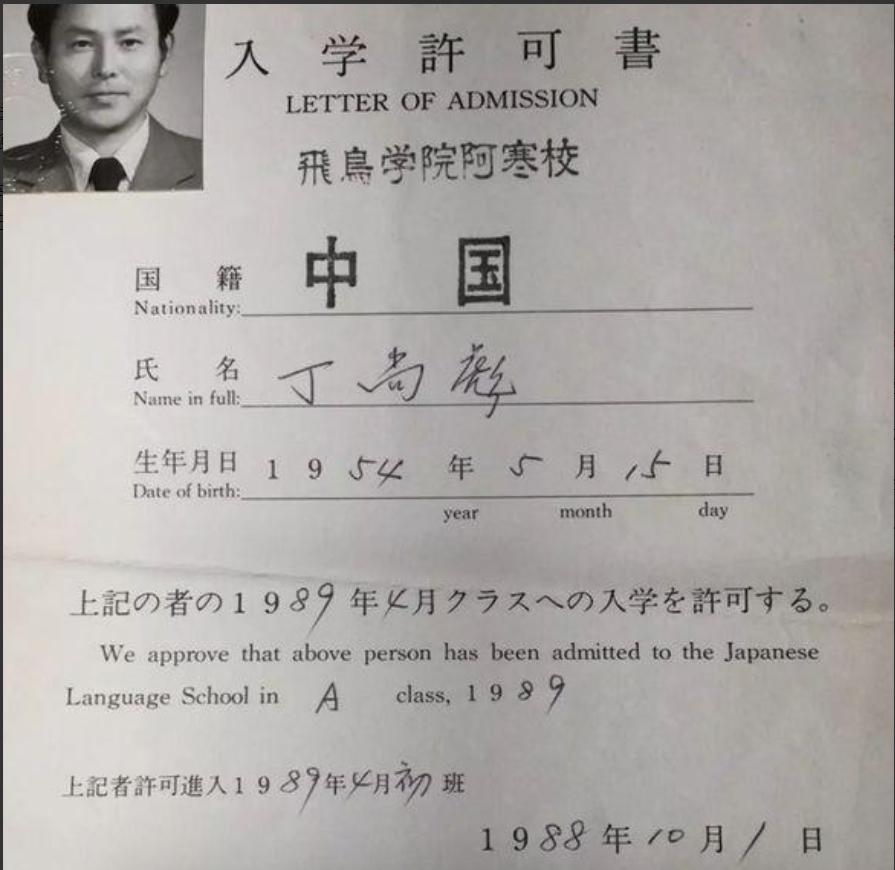 入学許可書
LETTER OF ADMISSION
飛鳥学院阿寒校
国籍 中国
Nationality:
氏名 丁尚彪
Name in full:
生年月日 1954年5月15日
Date of birth: year month day
上記の者の1989年4月クラスへの入学を許可する。
We approve that above person has been admitted to the Japanese
Language School in A class, 1989
上記者許可進入1989年4月初班
1988年10月1日